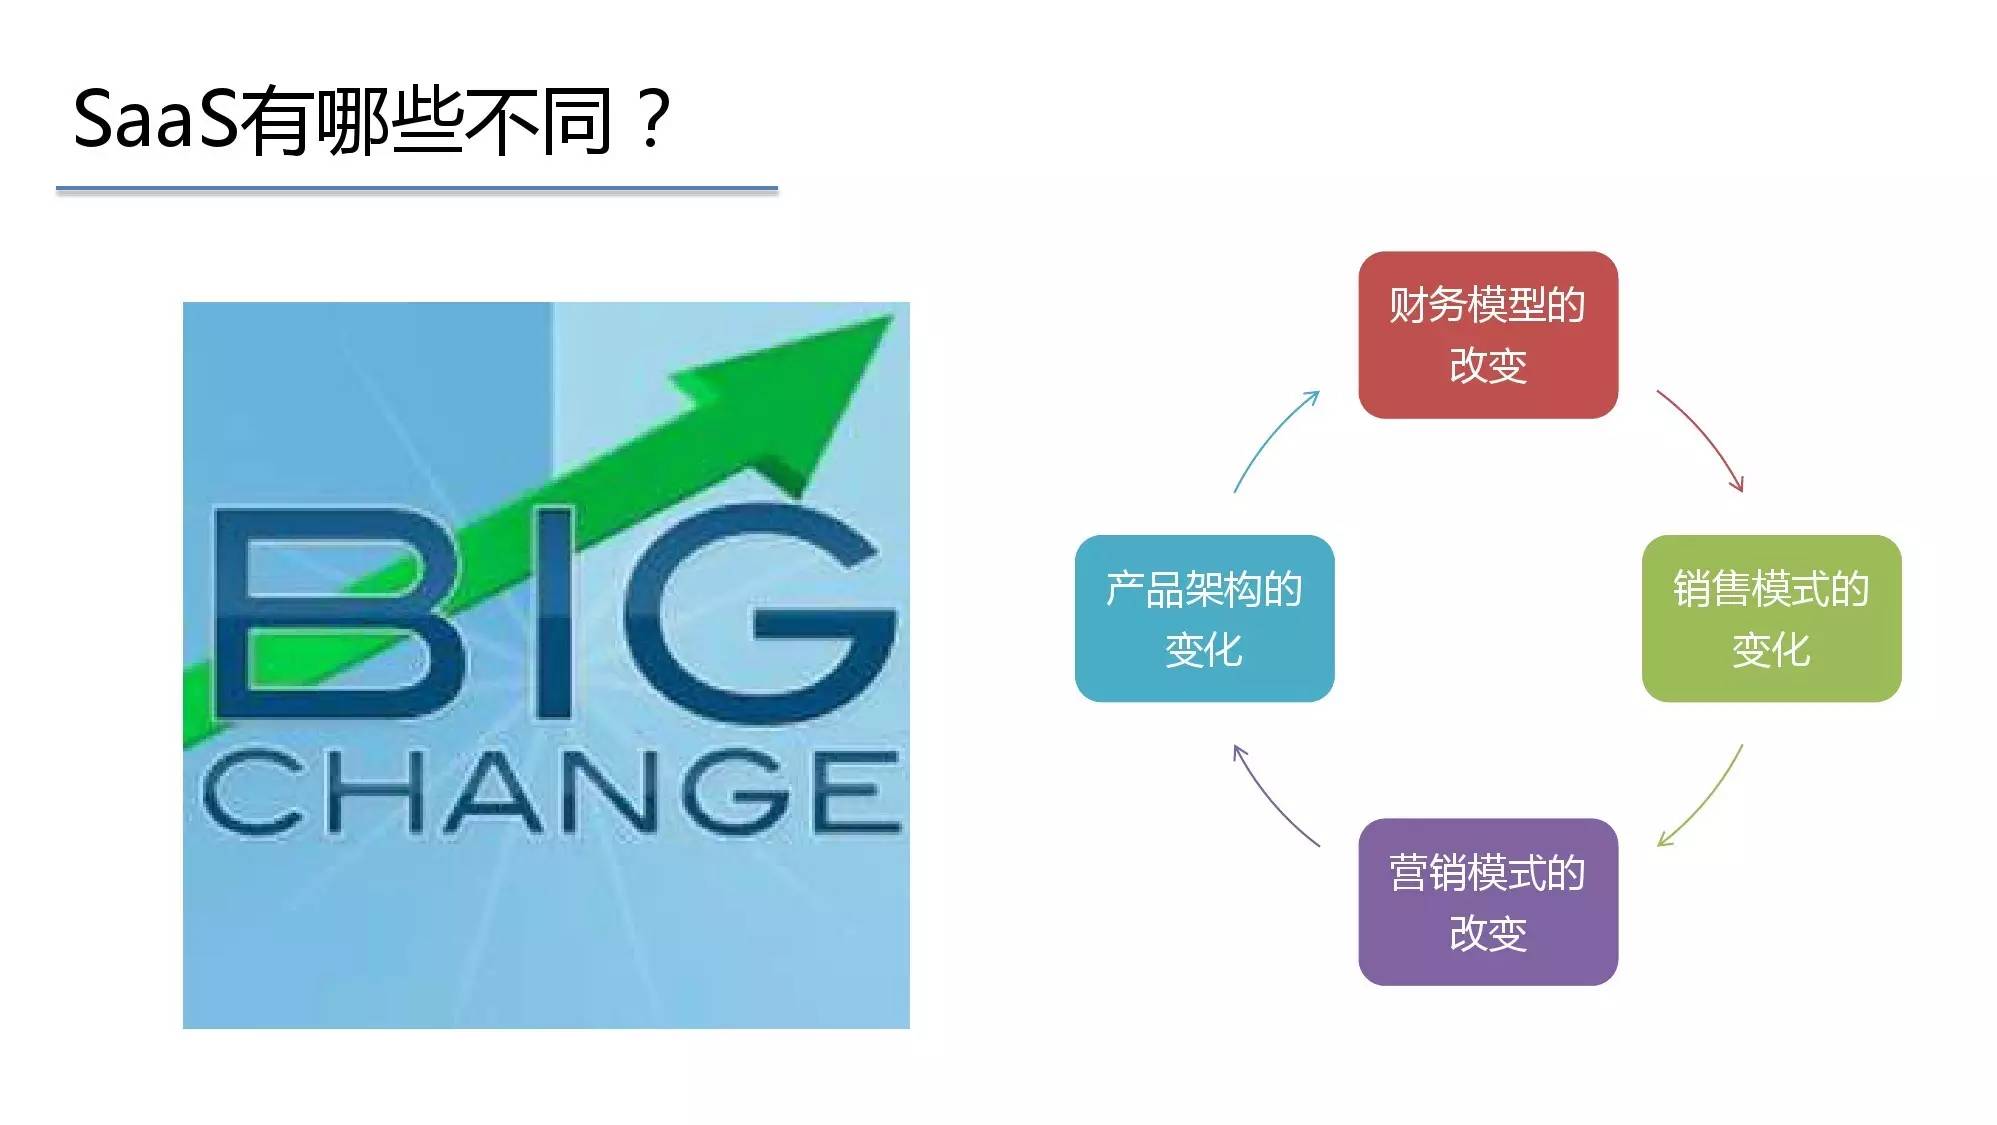 SaaS有哪些不同？
BIG
CHANGE
财务模型的
改变
销售模式的
变化
营销模式的
改变
产品架构的
变化